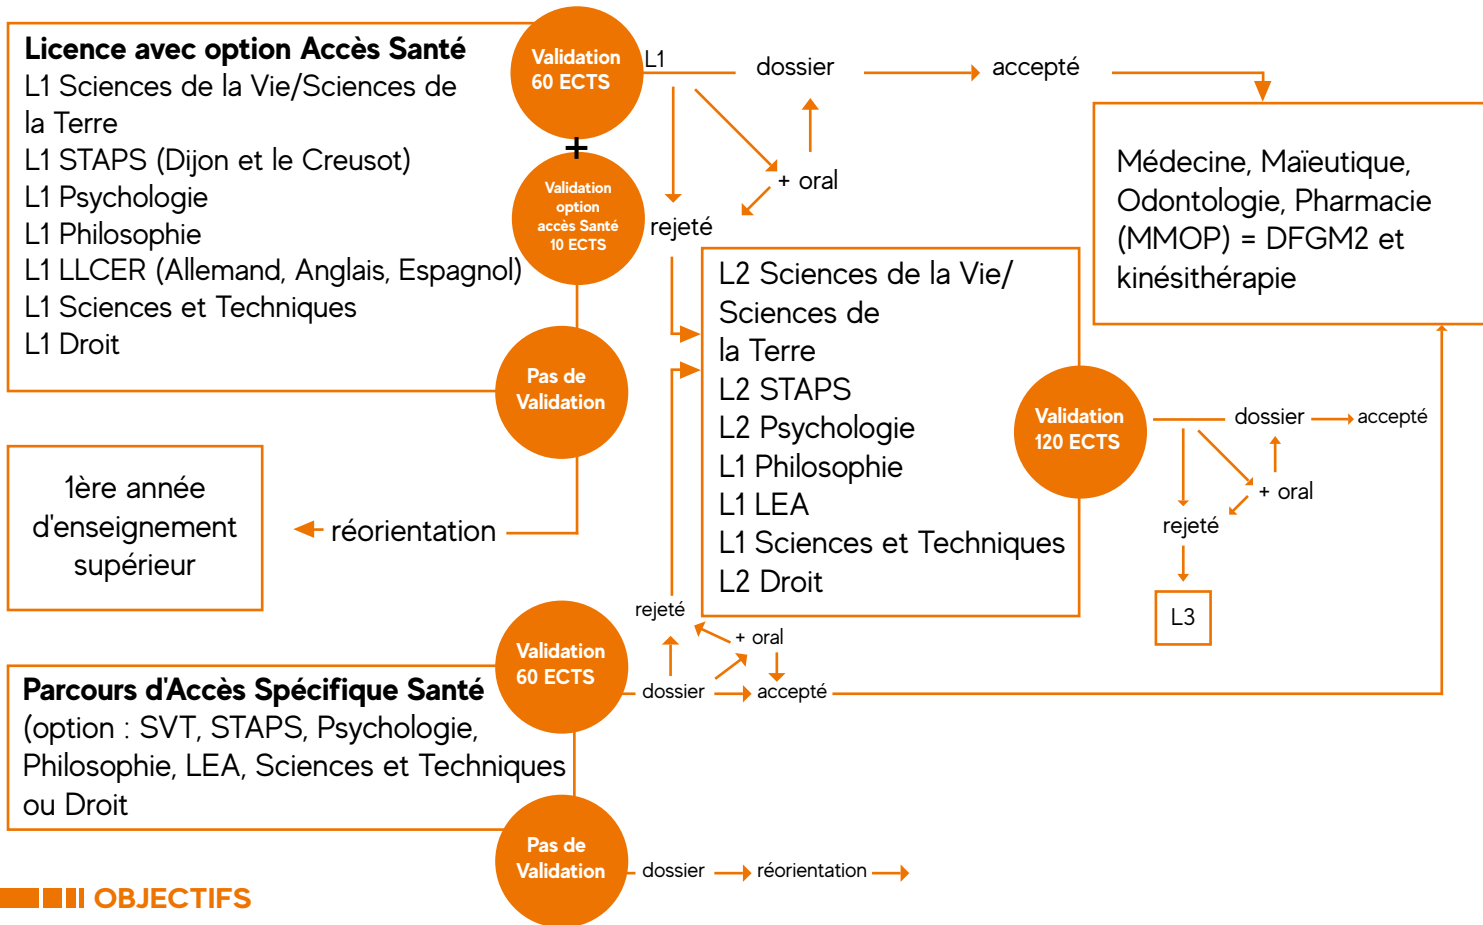 Licence avec option Accès Santé
L1 Sciences de la Vie/Sciences de
la Terre
L1 STAPS (Dijon et le Creusot)
L1 Psychologie
L1 Philosophie
L1 LLCER (Allemand, Anglais, Espagnol)
L1 Sciences et Techniques
L1 Droit
Validation
60 ECTS
+
Validation
option
accès Santé
10 ECTS
Pas de
Validation
L1
dossier
accepté
+ oral
rejeté
Médecine, Maïeutique,
Odontologie, Pharmacie
(MMOP) = DFGM2 et
kinésithérapie
L2 Sciences de la Vie/
Sciences de
la Terre
L2 STAPS
L2 Psychologie
L1 Philosophie
L1 LEA
L1 Sciences et Techniques
L2 Droit
Validation
120 ECTS
dossier
accepté
+ oral
rejeté
L3
1ère année
d'enseignement
supérieur
réorientation
Parcours d'Accès Spécifique Santé
(option : SVT, STAPS, Psychologie,
Philosophie, LEA, Sciences et Techniques
ou Droit
Validation
60 ECTS
rejeté
+ oral
dossier
accepté
Pas de
Validation
dossier
réorientation
OBJECTIFS